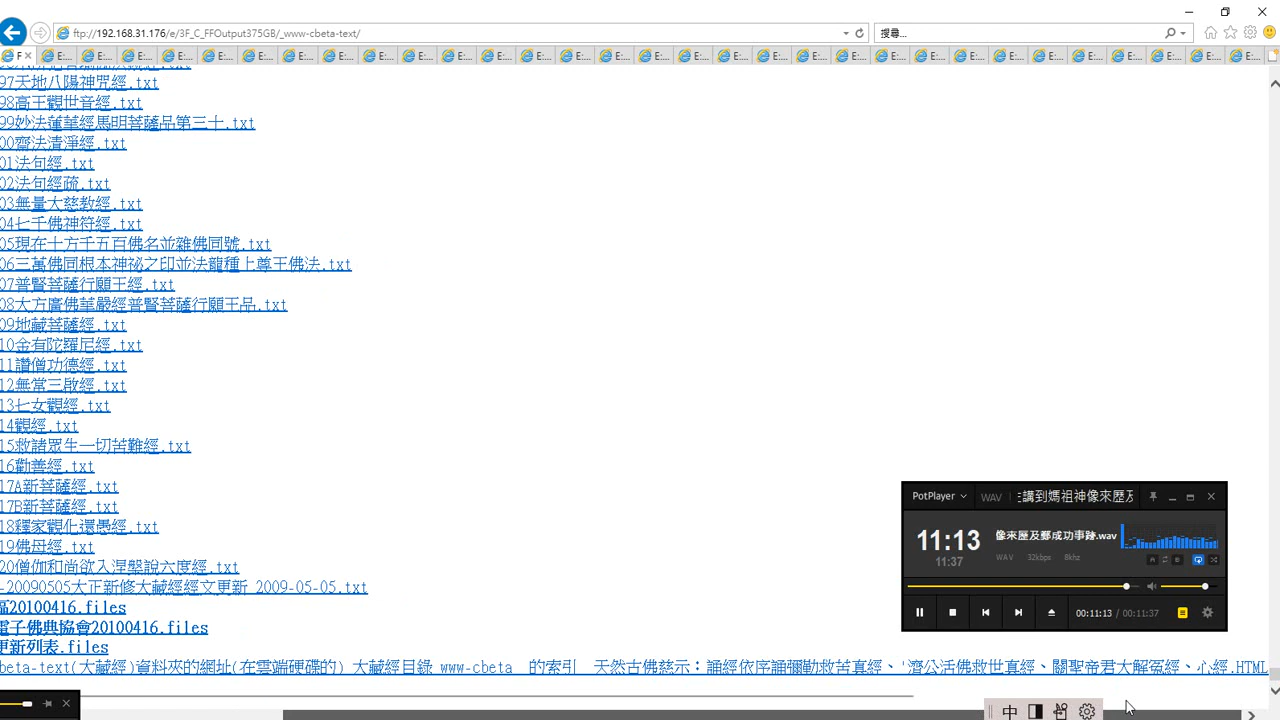 ftp://192.168.31.176/e/3F_C_FFOutput375GB/_www-cbeta-text/
搜尋...
97天地八陽神咒經.txt
98高王觀世音經.txt
99妙法蓮華經馬明菩薩品第三十.txt
00齋法清淨經.txt
01法句經.txt
02法句經疏.txt
03無量大慈教經.txt
04七千佛神符經.txt
05現在十方千五百佛名並雜佛同號.txt
06三萬佛同根本神祕之印並法龍種上尊王佛法.txt
07普賢菩薩行願王經.txt
08大方廣佛華嚴經普賢菩薩行願王品.txt
09地藏菩薩經.txt
10金有陀羅尼經.txt
11讚僧功德經.txt
12無常三啟經.txt
13七女觀經.txt
14觀經.txt
15救諸眾生一切苦難經.txt
16勸善經.txt
17A新菩薩經.txt
17B新菩薩經.txt
18釋家觀化還愚經.txt
19佛母經.txt
20僧伽和尚欲入涅槃說六度經.txt
-20090505大正新修大藏經經文更新 2009-05-05.txt
區20100416.files
電子佛典協會20100416.files
更新列表.files
beta-text(大藏經)資料夾的網址(在雲端硬碟的) 大藏經目錄 www-cbeta 的索引 天然古佛慈示：誦經依序誦彌勒救苦真經、'濟公活佛救世真經、關聖帝君大解冤經、心經.HTML
PotPlayer
WAV
講到媽祖神像來歷及
11:13
11:37
像來歷及鄭成功事跡.wav
WAV 32kbps 8khz
00:11:13 / 00:11:37
中